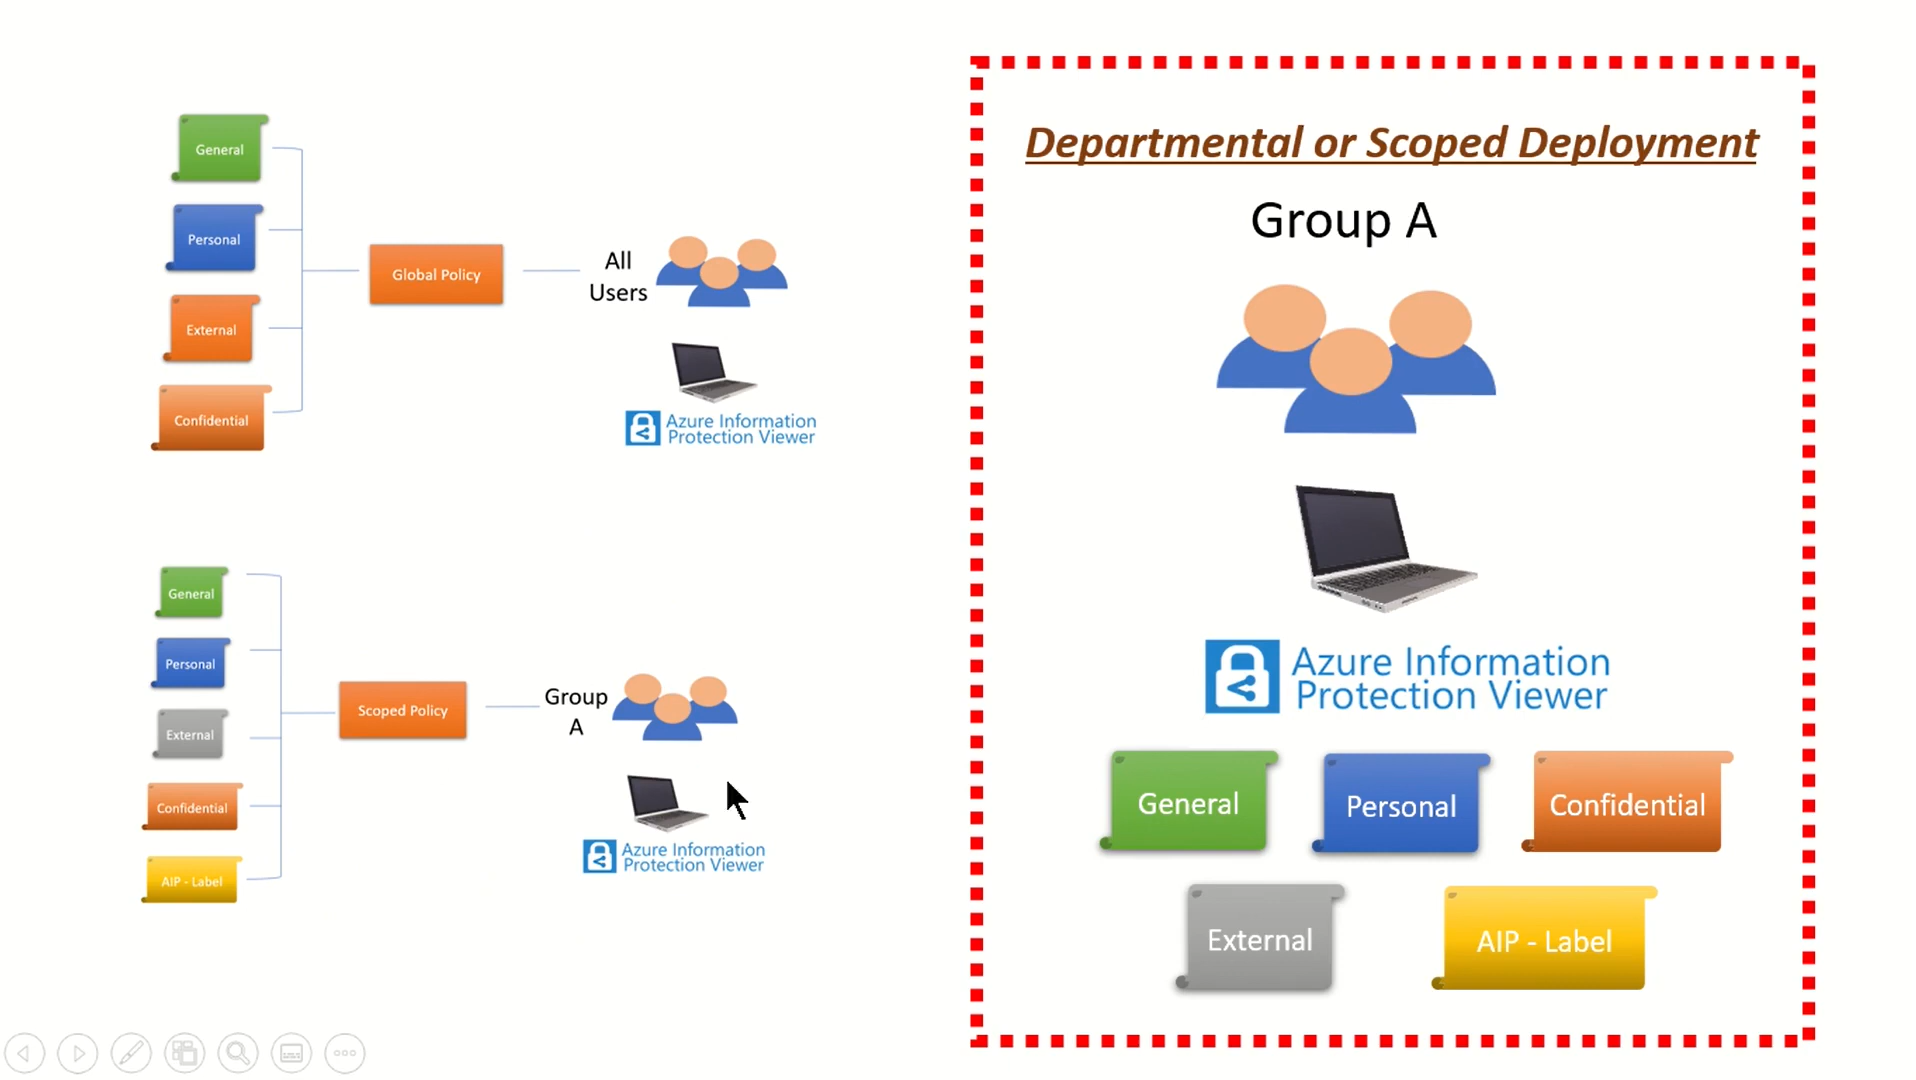 General
Personal
External
Confidential
Global Policy
All
Users
Azure Information
Protection Viewer
General
Personal
External
Confidential
AIP - Label
Scoped Policy
Group
A
Azure Information
Protection Viewer
Departmental or Scoped Deployment
Group A
Azure Information
Protection Viewer
General
Personal
Confidential
External
AIP - Label